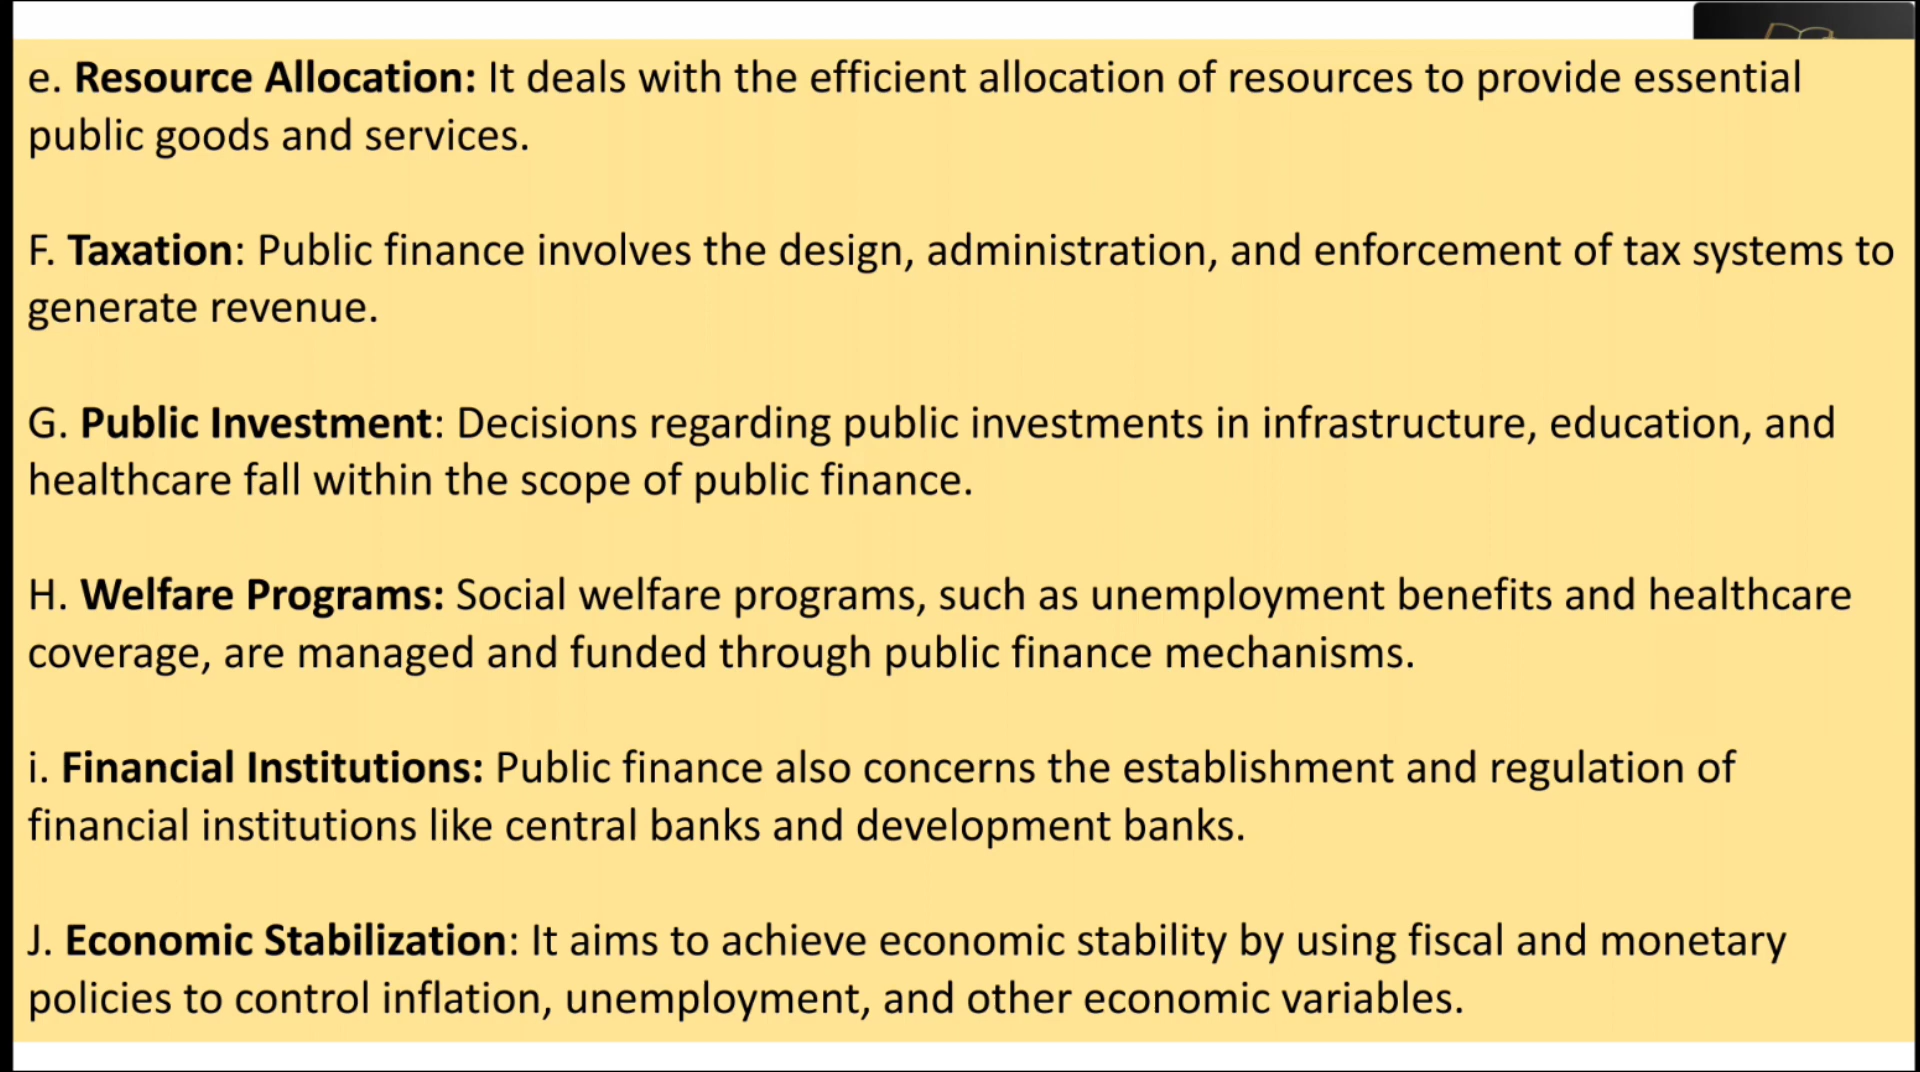 e. Resource Allocation: It deals with the efficient allocation of resources to provide essential
public goods and services.
F. Taxation: Public finance involves the design, administration, and enforcement of tax systems to
generate revenue.
G. Public Investment: Decisions regarding public investments in infrastructure, education, and
healthcare fall within the scope of public finance.
H. Welfare Programs: Social welfare programs, such as unemployment benefits and healthcare
coverage, are managed and funded through public finance mechanisms.
i. Financial Institutions: Public finance also concerns the establishment and regulation of
financial institutions like central banks and development banks.
J. Economic Stabilization: It aims to achieve economic stability by using fiscal and monetary
policies to control inflation, unemployment, and other economic variables.